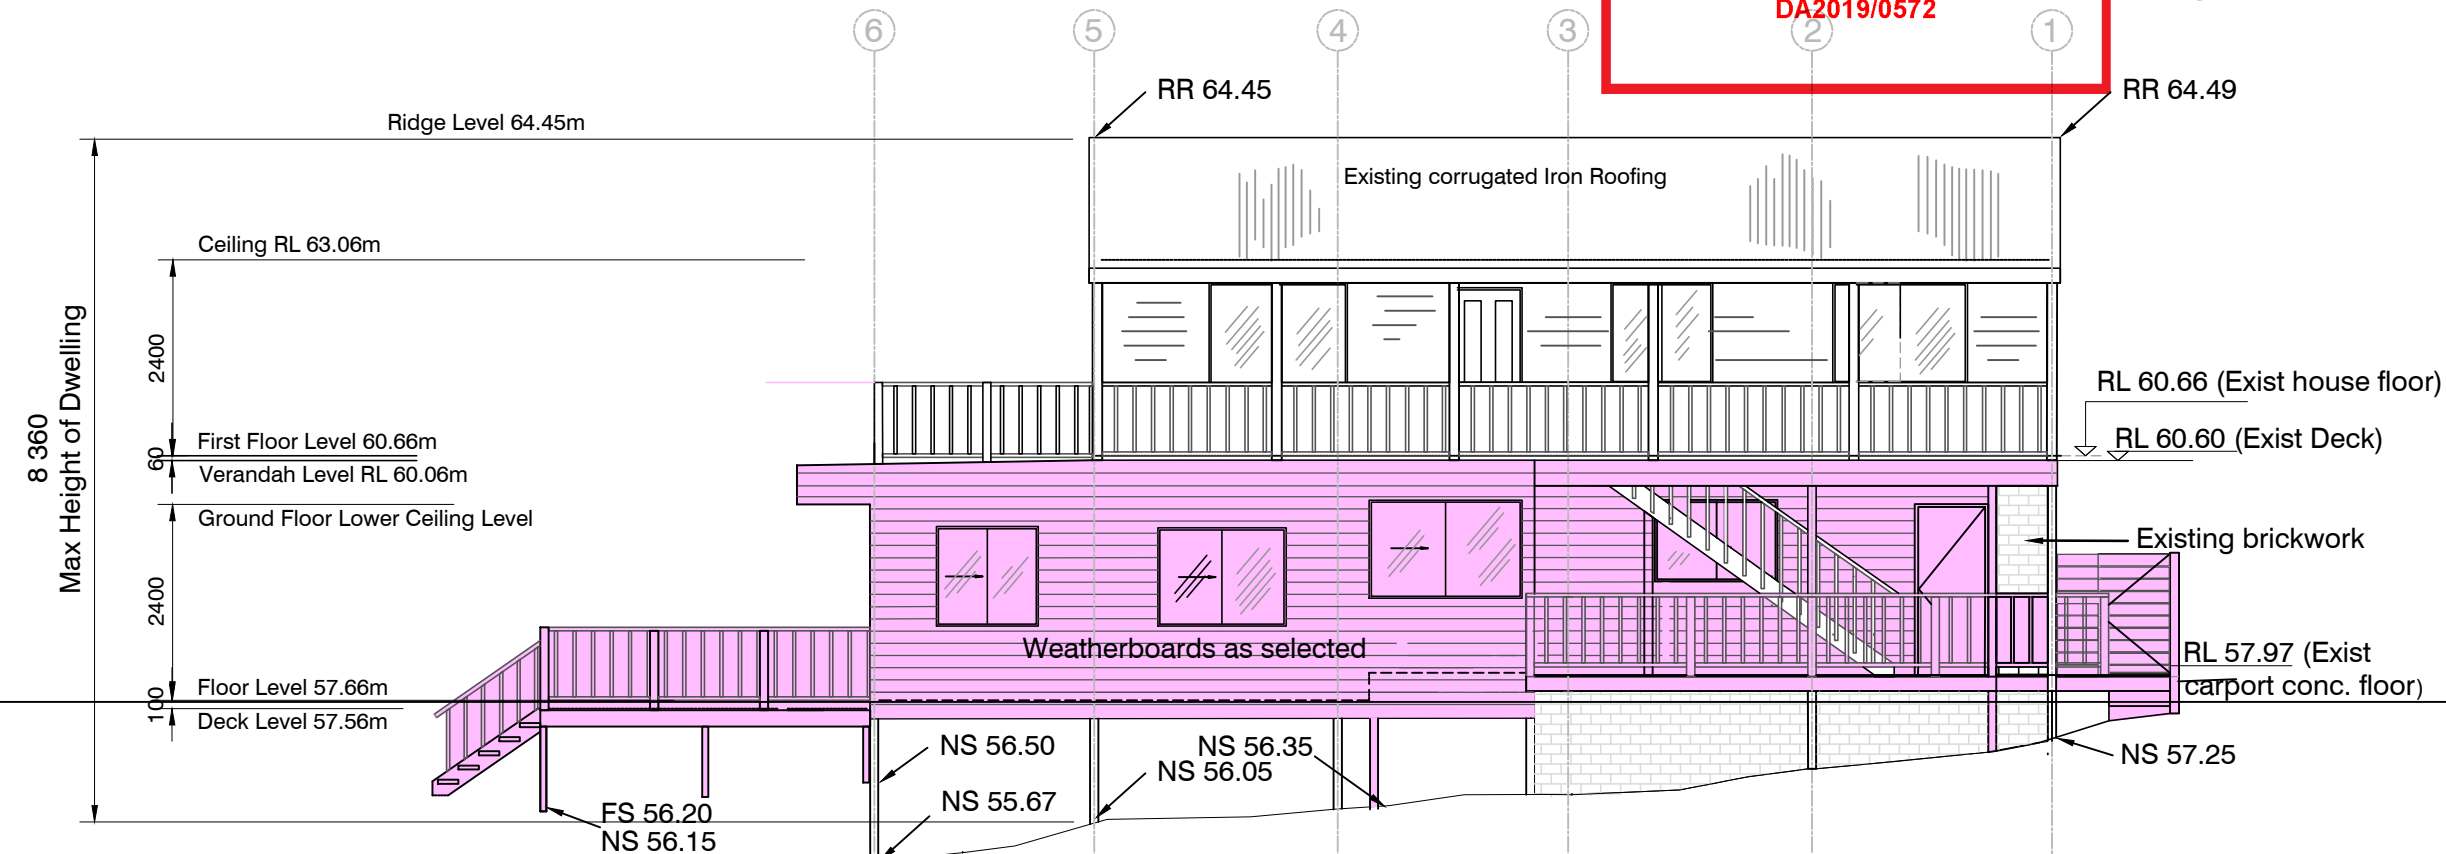 DA2019/0572
6
5
4
3
2
1
RR 64.45
RR 64.49
Ridge Level 64.45m
Existing corrugated Iron Roofing
Ceiling RL 63.06m
2400
8 360
Max Height of Dwelling
RL 60.66 (Exist house floor)
First Floor Level 60.66m
60
RL 60.60 (Exist Deck)
Verandah Level RL 60.06m
Ground Floor Lower Ceiling Level
Existing brickwork
2400
Weatherboards as selected
RL 57.97 (Exist
carport conc. floor)
Floor Level 57.66m
100
Deck Level 57.56m
NS 56.50
NS 56.35
NS 56.05
NS 57.25
NS 55.67
FS 56.20
NS 56.15